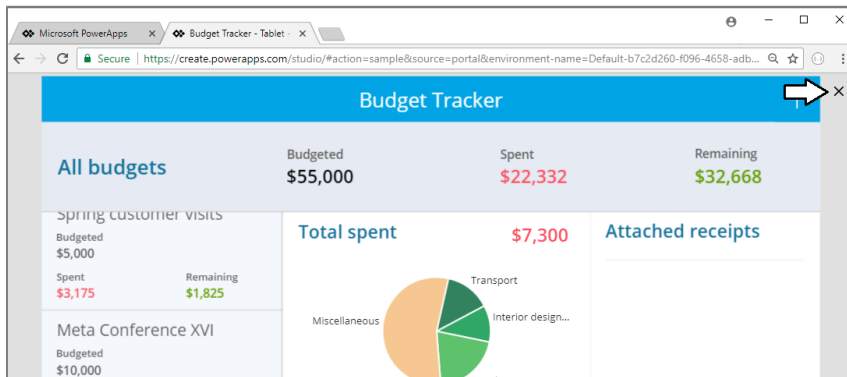 Microsoft PowerApps
Budget Tracker - Tablet -
Secure
https://create.powerapps.com/studio/#action=sample&source=portal&environment-name=Default-b7c2d260-f096-4658-adb...
Budget Tracker
All budgets
Budgeted
$55,000
Spent
$22,332
Remaining
$32,668
Spring customer visits
Budgeted
$5,000
Spent
Remaining
$3,175
$1,825
Meta Conference XVI
Budgeted
$10,000
Total spent
$7,300
Transport
Interior design...
Miscellaneous
Attached receipts